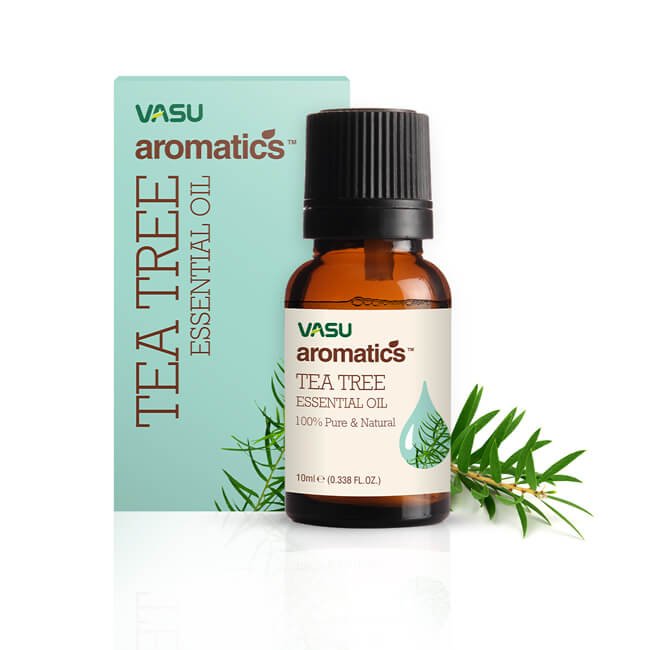 VASU
aromatics™
TEA TREE
ESSENTIAL OIL
VASU
aromatics™
TEA TREE
ESSENTIAL OIL
100% Pure & Natural
10ml ℮ (0.338 FL.OZ.)